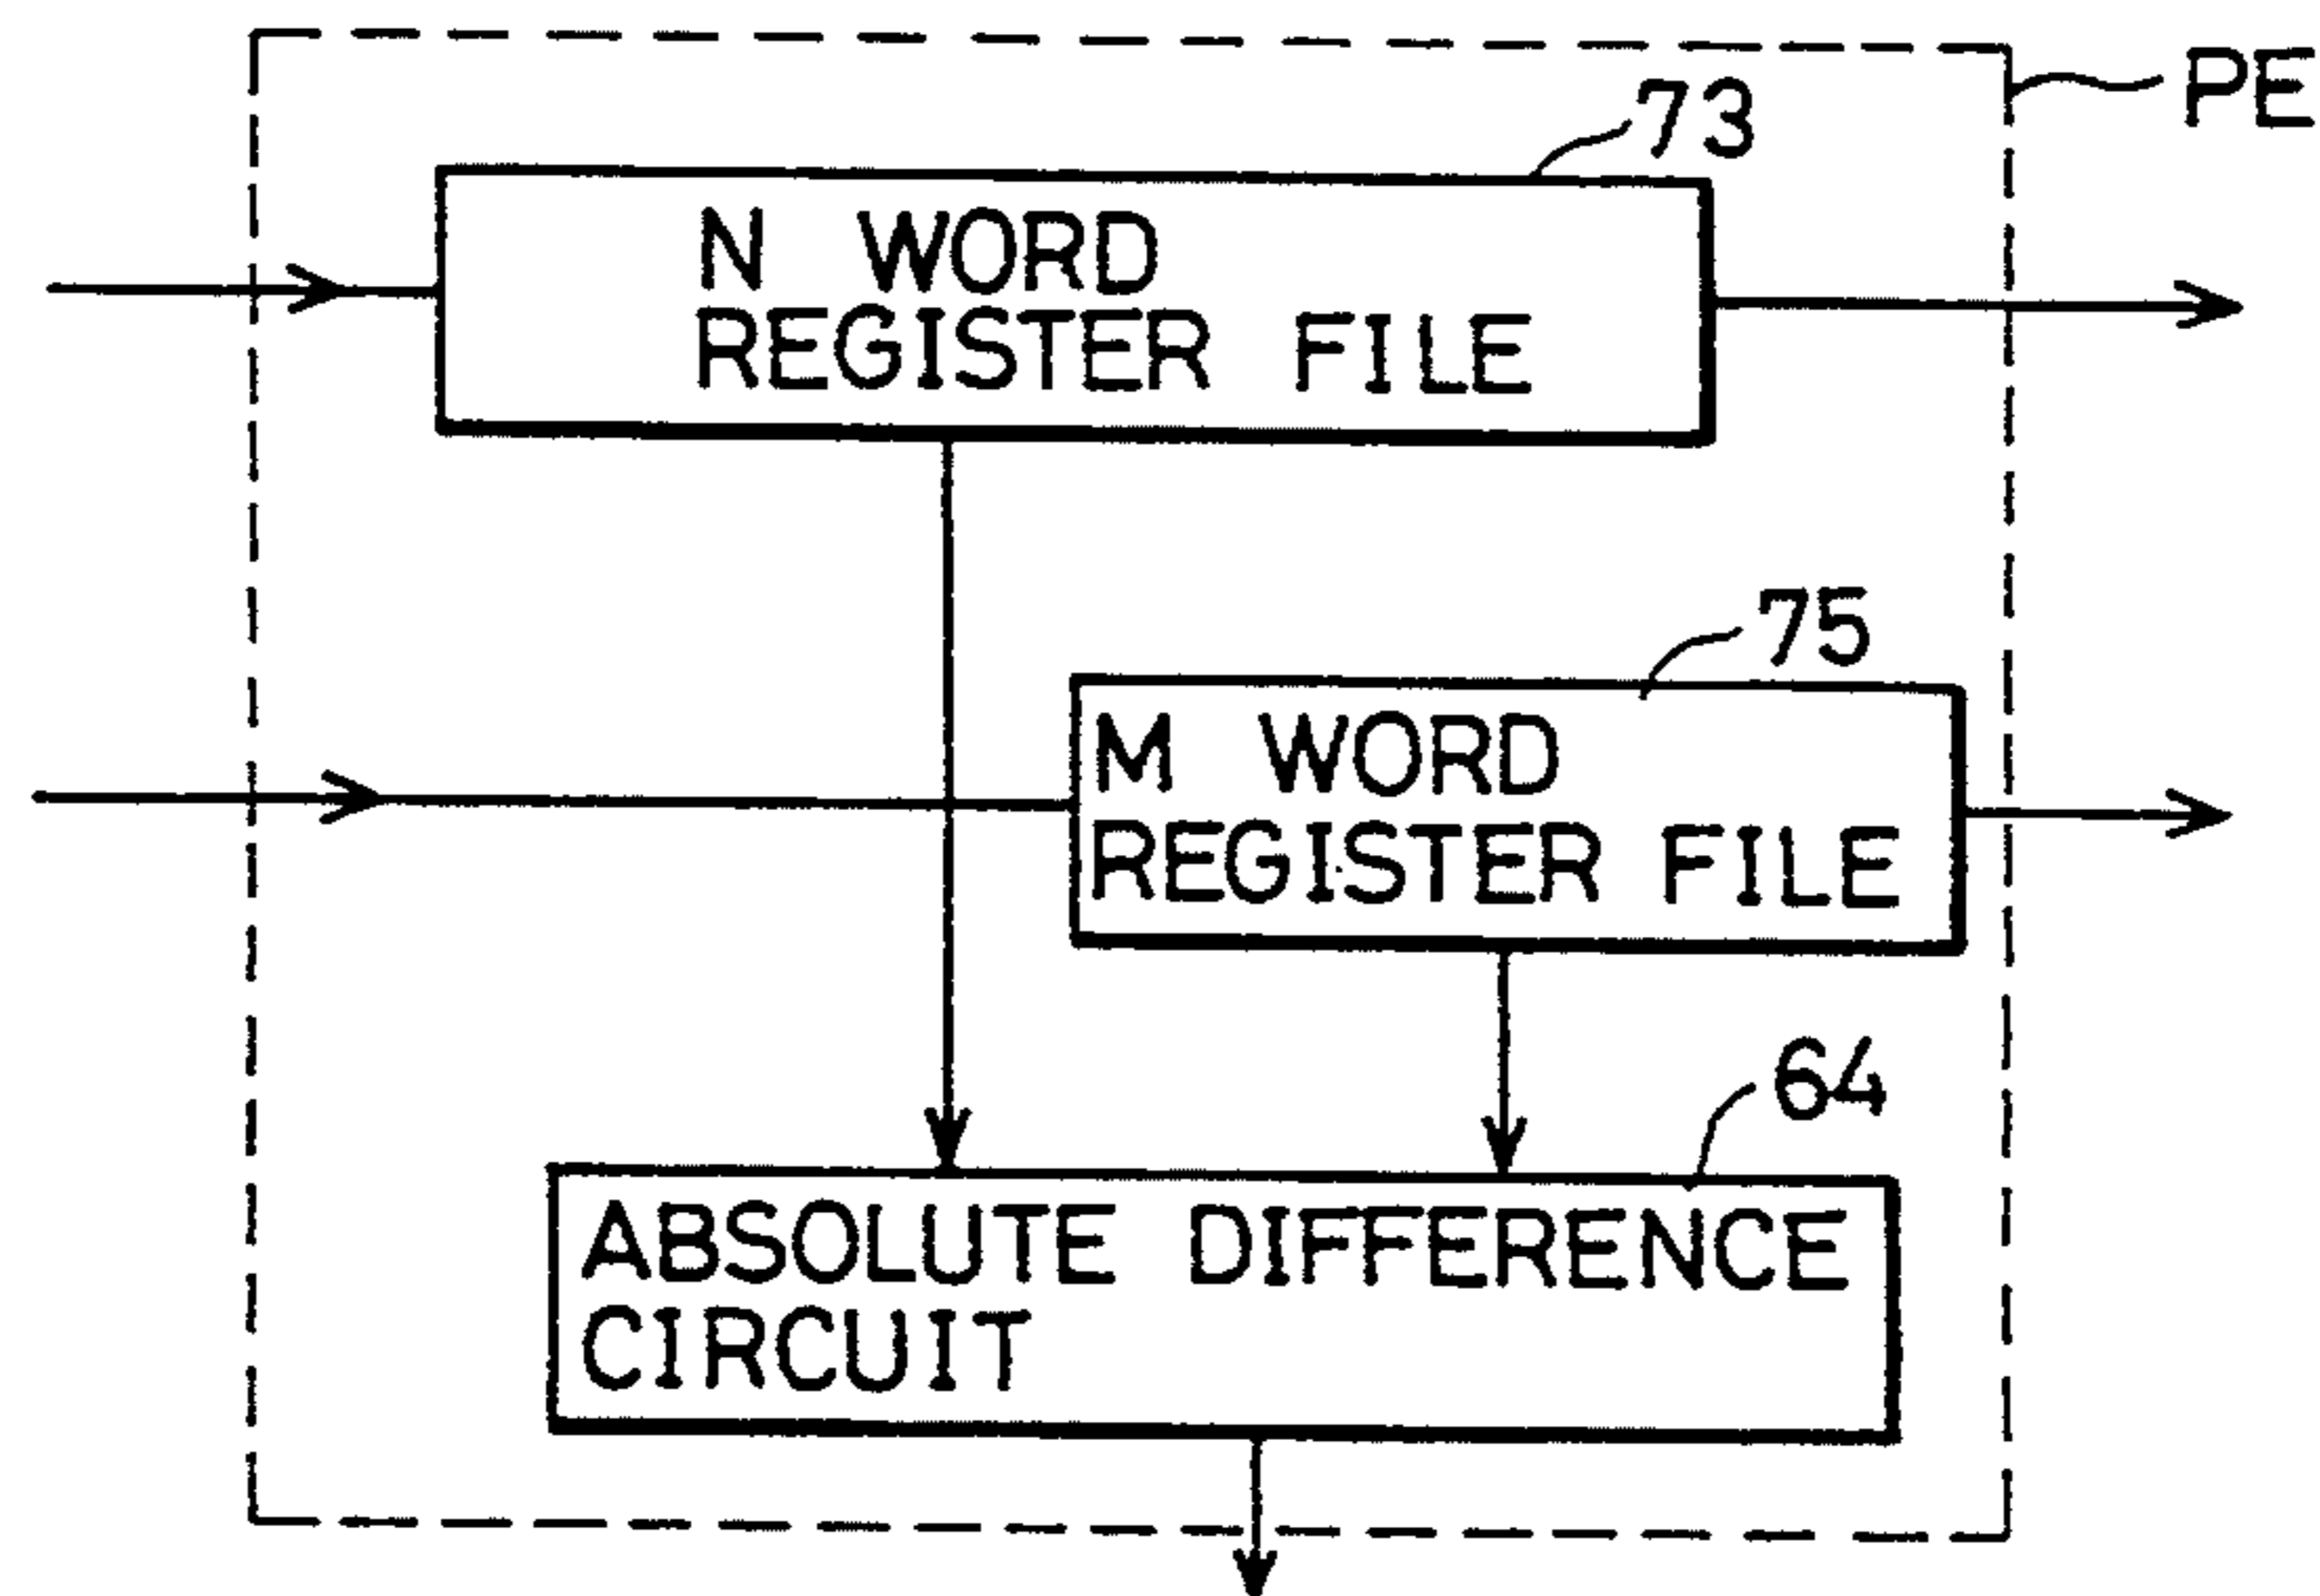 PE
73
N WORD
REGISTER FILE
75
M WORD
REGISTER FILE
64
ABSOLUTE DIFFERENCE
CIRCUIT